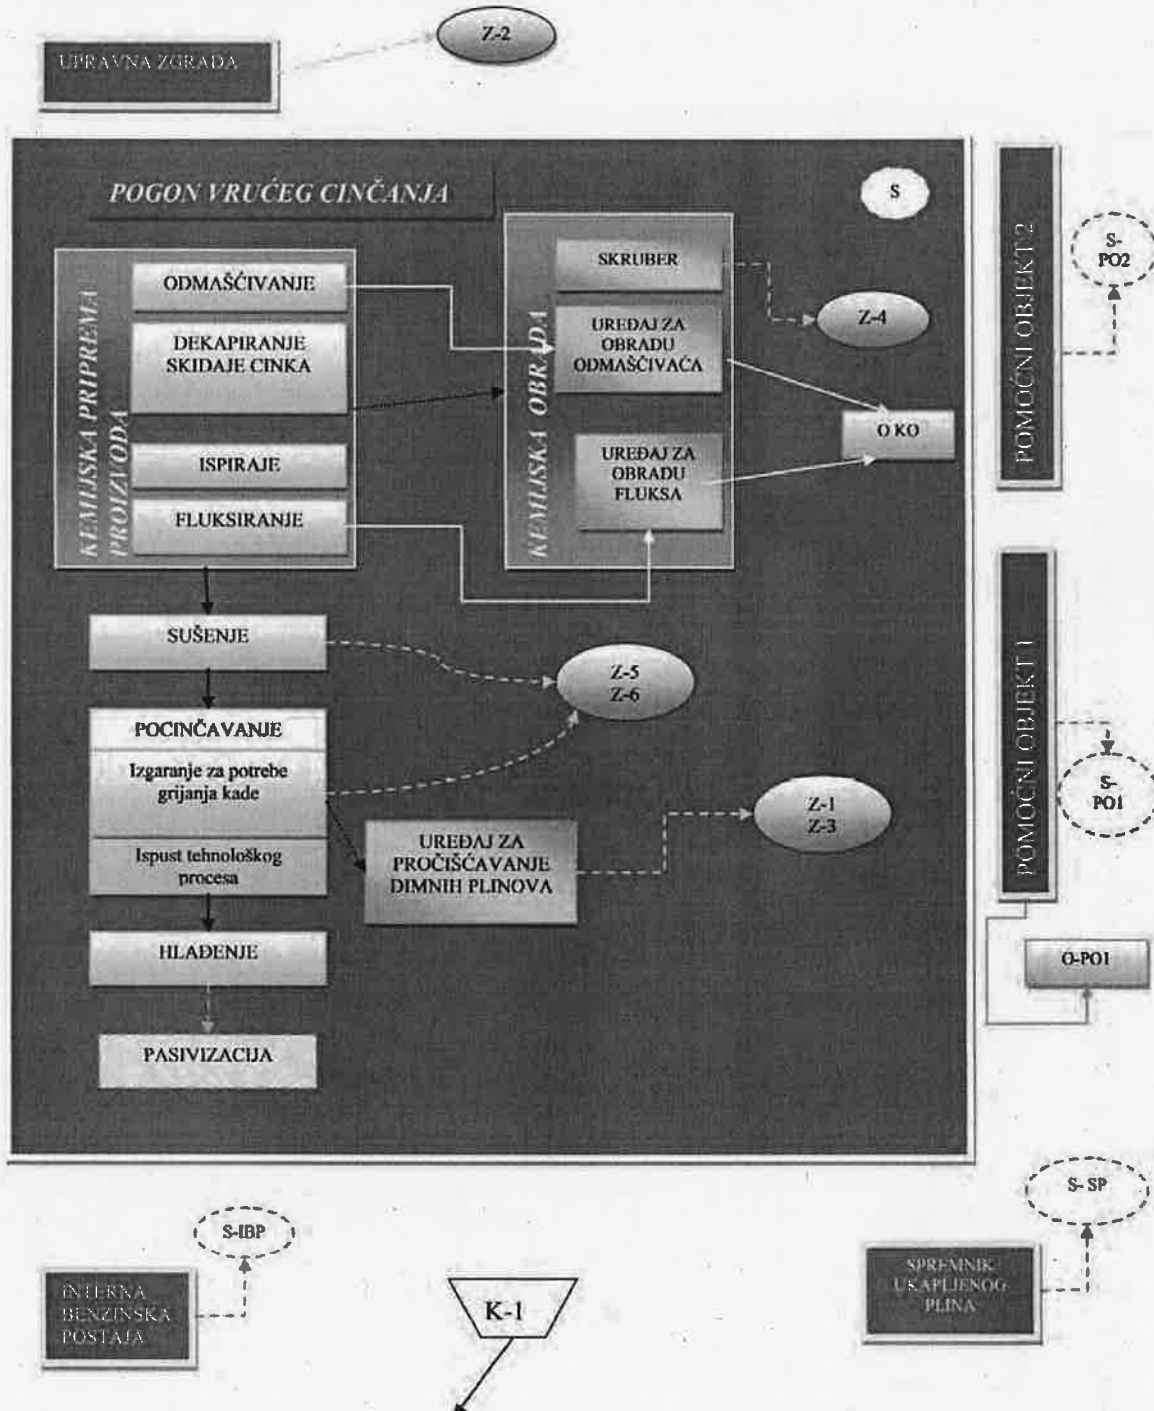 Z-2
UPRAVNA ZGRADA
POGON VRUĆEG CINČANJA
S
KEMIJSKA PRIPREMA
PROIZVODA
ODMAŠĆIVANJE
DEKAPIRANJE
SKIDAJE CINKA
ISPIRAJE
FLUKSIRANJE
KEMIJSKA OBRADA
SKRUBER
UREĐAJ ZA
OBRADU
ODMAŠĆIVAĆA
UREĐAJ ZA
OBRADU
FLUKSA
Z-4
O KO
POMOĆNI OBJEKT 2
S-
PO2
SUŠENJE
Z-5
Z-6
POCINČAVANJE
Izgaranje za potrebe
grijanja kade
Ispust tehnološkog
procesa
UREĐAJ ZA
PROČIŠĆAVANJE
DIMNIH PLINOVA
Z-1
Z-3
POMOĆNI OBJEKT 1
S-
PO1
HLAĐENJE
O-PO1
PASIVIZACIJA
S-IBP
S- SP
INTERNA
BENZINSKA
POSTAJA
K-1
SPREMNIK
UKAPLJENOG
PLINA